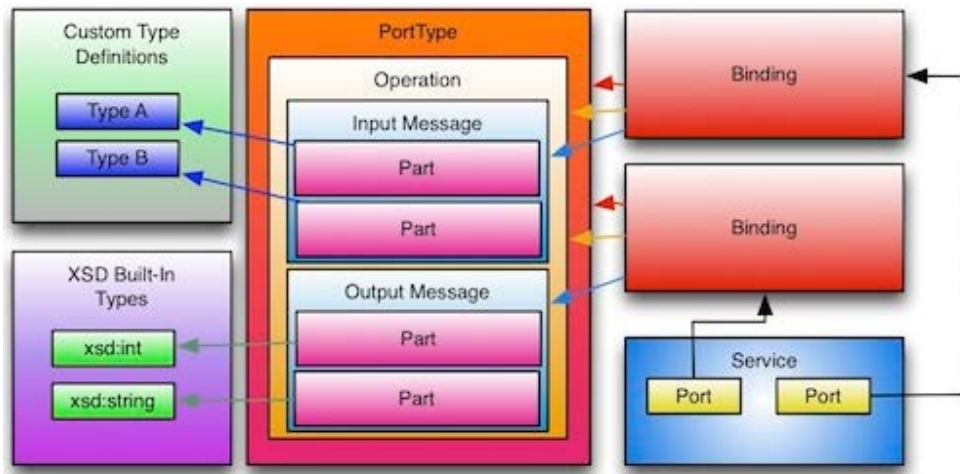 Custom Type
Definitions
Type A
Type B
XSD Built-In
Types
xsd:int
xsd:string
PortType
Operation
Input Message
Part
Part
Output Message
Part
Part
Binding
Binding
Service
Port
Port